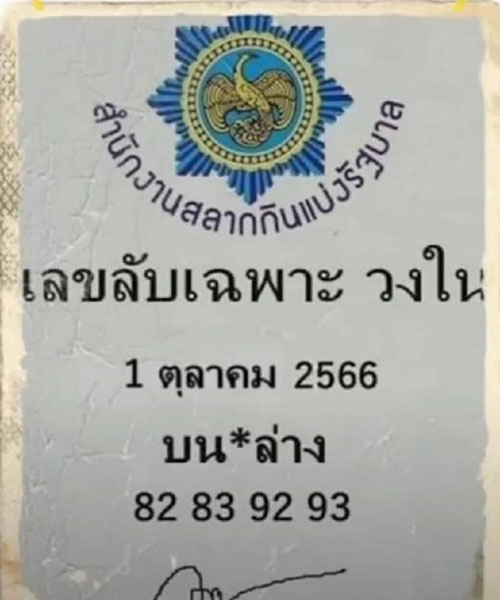 สำนักงานสลากกินแบ่งรัฐบาล
เลขลับเฉพาะ วงใน
1 ตุลาคม 2566
บน*ล่าง
82 83 92 93